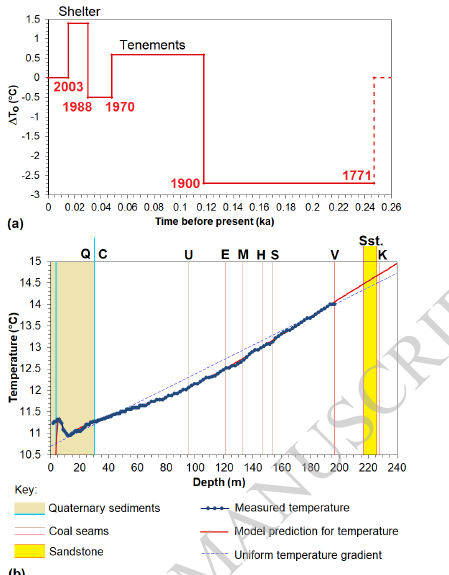 Shelter
Tenements
1.5
1
0.5
0
-0.5
-1
-1.5
-2
-2.5
-3
ΔT₀ (°C)
2003
1988
1970
1900
1771
0 0.02 0.04 0.06 0.08 0.1 0.12 0.14 0.16 0.18 0.2 0.22 0.24 0.26
Time before present (ka)
(a)
Sst.
Q C U E M H S V K
15
14.5
14
13.5
13
12.5
12
11.5
11
10.5
Temperature (°C)
0 20 40 60 80 100 120 140 160 180 200 220 240
Depth (m)
Key:
Quaternary sediments
Measured temperature
Coal seams
Model prediction for temperature
Sandstone
Uniform temperature gradient
(b)
MANUSCRIP